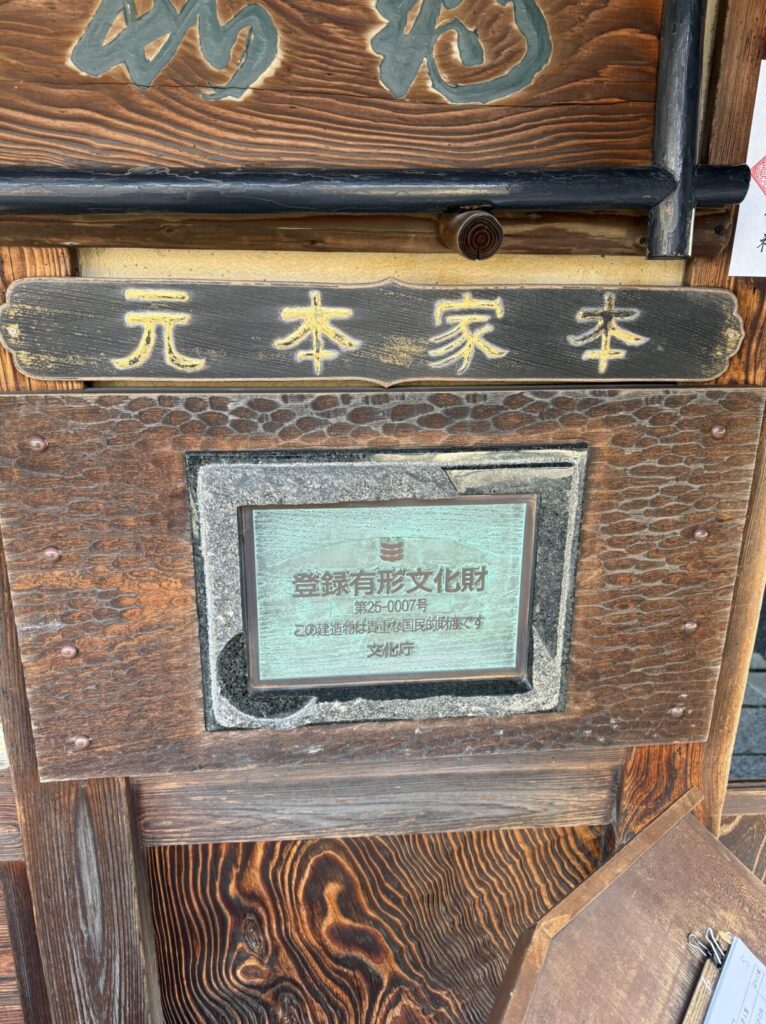 元本家本
登録有形文化財
第25-0007号
この建造物は貴重な国民的財産です
文化庁